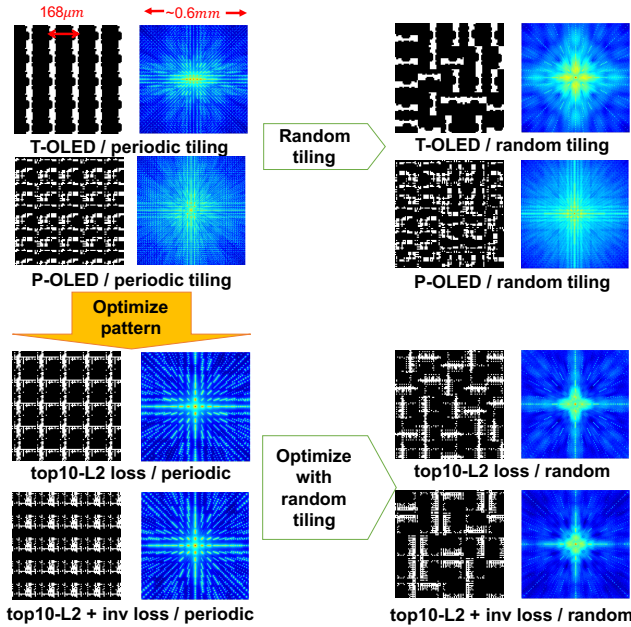 168μm
~0.6mm
T-OLED / periodic tiling
Random
tiling
T-OLED / random tiling
P-OLED / periodic tiling
P-OLED / random tiling
Optimize
pattern
top10-L2 loss / periodic
Optimize
with
random
tiling
top10-L2 loss / random
top10-L2 + inv loss / periodic
top10-L2 + inv loss / random